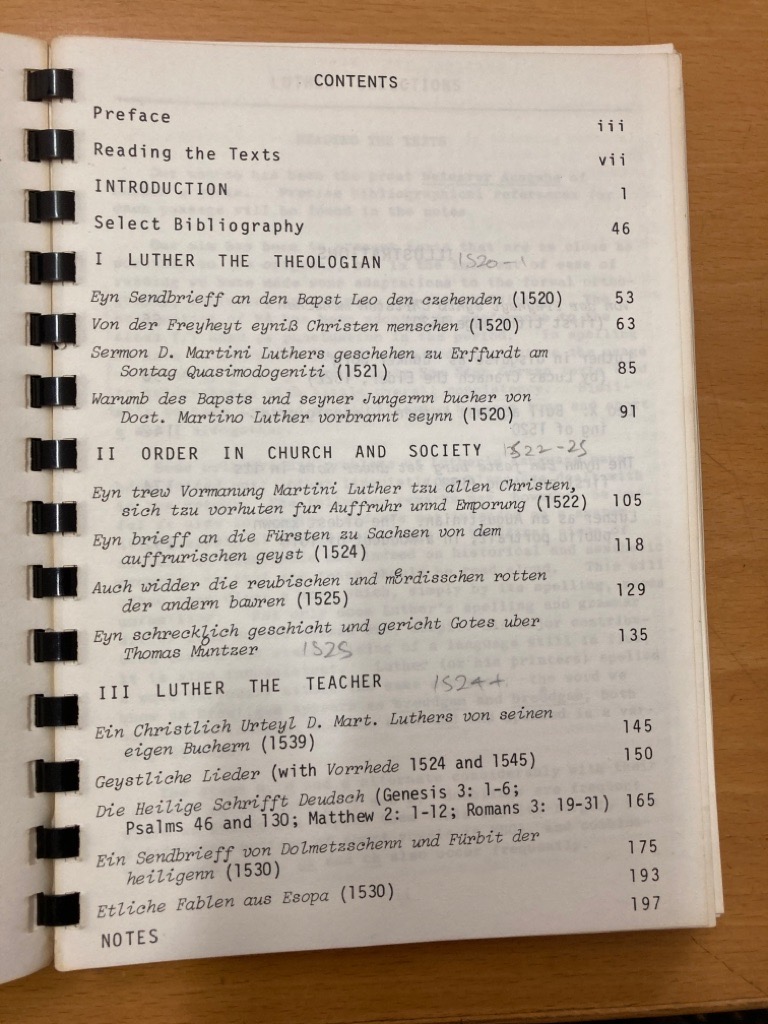 CONTENTS
Preface iii
Reading the Texts vii
INTRODUCTION 1
Select Bibliography 46
I LUTHER THE THEOLOGIAN 1520-1
Eyn Sendbrieff an den Bapst Leo den czehenden (1520) 53
Von der Freyheyt eyniß Christen menschen (1520) 63
Sermon D. Martini Luthers geschehen zu Erffurdt am
Sontag Quasimodogeniti (1521) 85
Warumb des Bapsts und seyner Jungernn bucher von
Doct. Martino Luther vorbrannt seynn (1520) 91
II ORDER IN CHURCH AND SOCIETY 1522-25
Eyn trew Vormanung Martini Luther tzu allen Christen,
sich tzu vorhuten fur Auffruhr unnd Emporung (1522) 105
Eyn brieff an die Fürsten zu Sachsen von dem
auffrurischen geyst (1524) 118
Auch widder die reubischen und moͤrdisschen rotten
der andern bawren (1525) 129
Eyn schrecklich geschicht und gericht Gotes uber
Thomas Muͦntzer 1525 135
III LUTHER THE TEACHER 1524+
Ein Christlich Urteyl D. Mart. Luthers von seinen
eigen Buchern (1539) 145
Geystliche Lieder (with Vorrhede 1524 and 1545) 150
Die Heilige Schrifft Deudsch (Genesis 3: 1-6;
Psalms 46 and 130; Matthew 2: 1-12; Romans 3: 19-31) 165
Ein Sendbrieff von Dolmetzschenn und Fürbit der
heiligenn (1530) 175
Etliche Fablen aus Esopa (1530) 193
NOTES 197